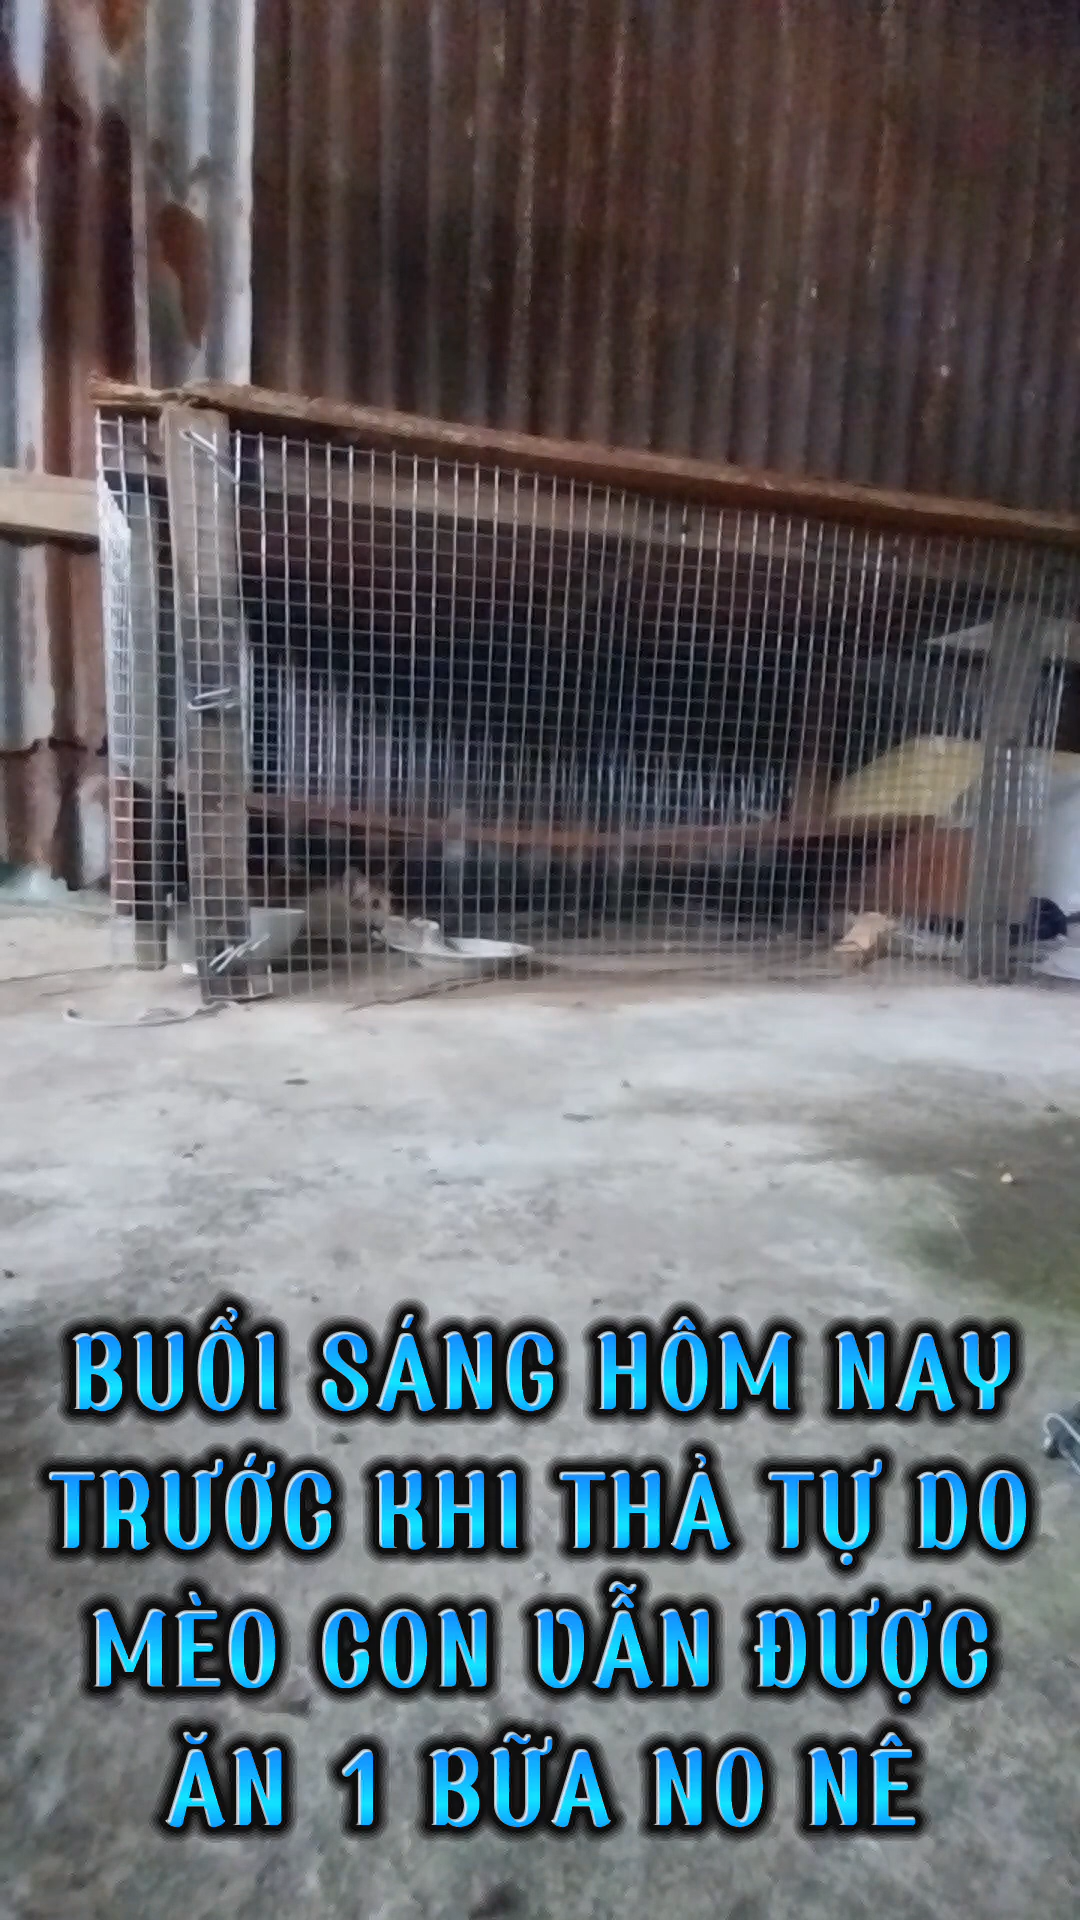 BUỔI SÁNG HÔM NAY
TRƯỚC KHI THẢ TỰ DO
MÈO CON VẪN ĐƯỢC
ĂN 1 BỮA NO NÊ